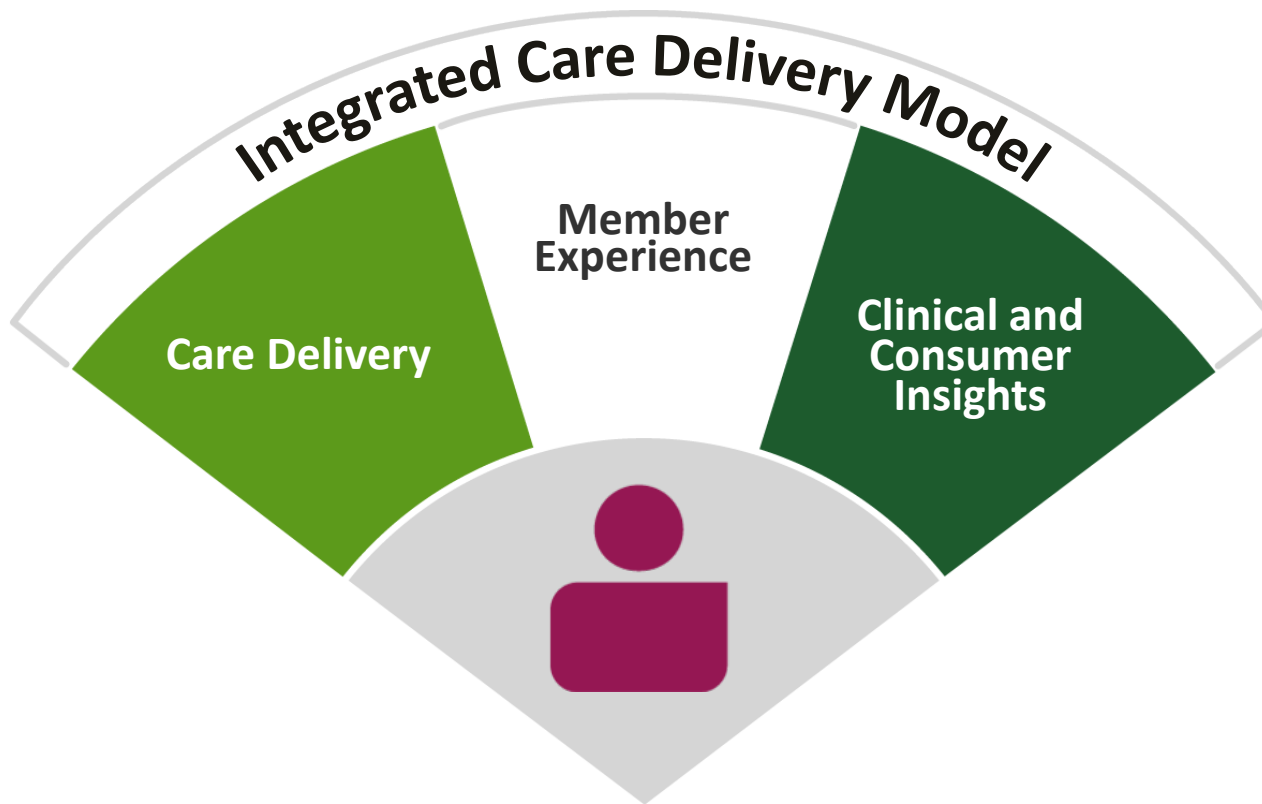 Integrated Care Delivery Model
Member
Experience
Care Delivery
Clinical and
Consumer
Insights